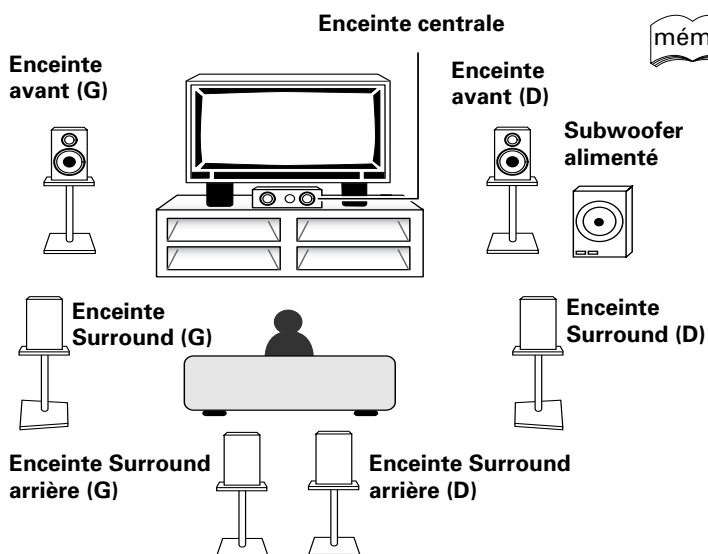 Enceinte centrale
Enceinte
avant (G)
Enceinte
avant (D)
Subwoofer
alimenté
Enceinte
Surround (G)
Enceinte
Surround (D)
Enceinte Surround
arrière (G)
Enceinte Surround
arrière (D)